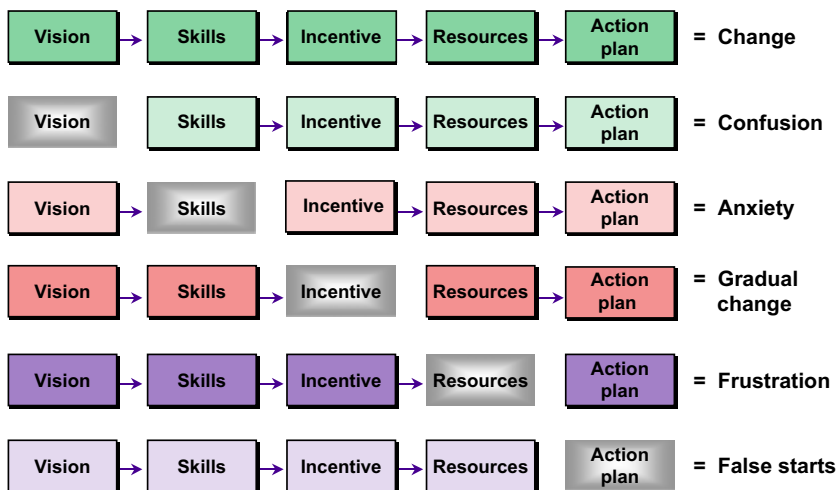 Vision Skills Incentive Resources Action plan = Change
Vision Skills Incentive Resources Action plan = Confusion
Vision Skills Incentive Resources Action plan = Anxiety
Vision Skills Incentive Resources Action plan = Gradual change
Vision Skills Incentive Resources Action plan = Frustration
Vision Skills Incentive Resources Action plan = False starts